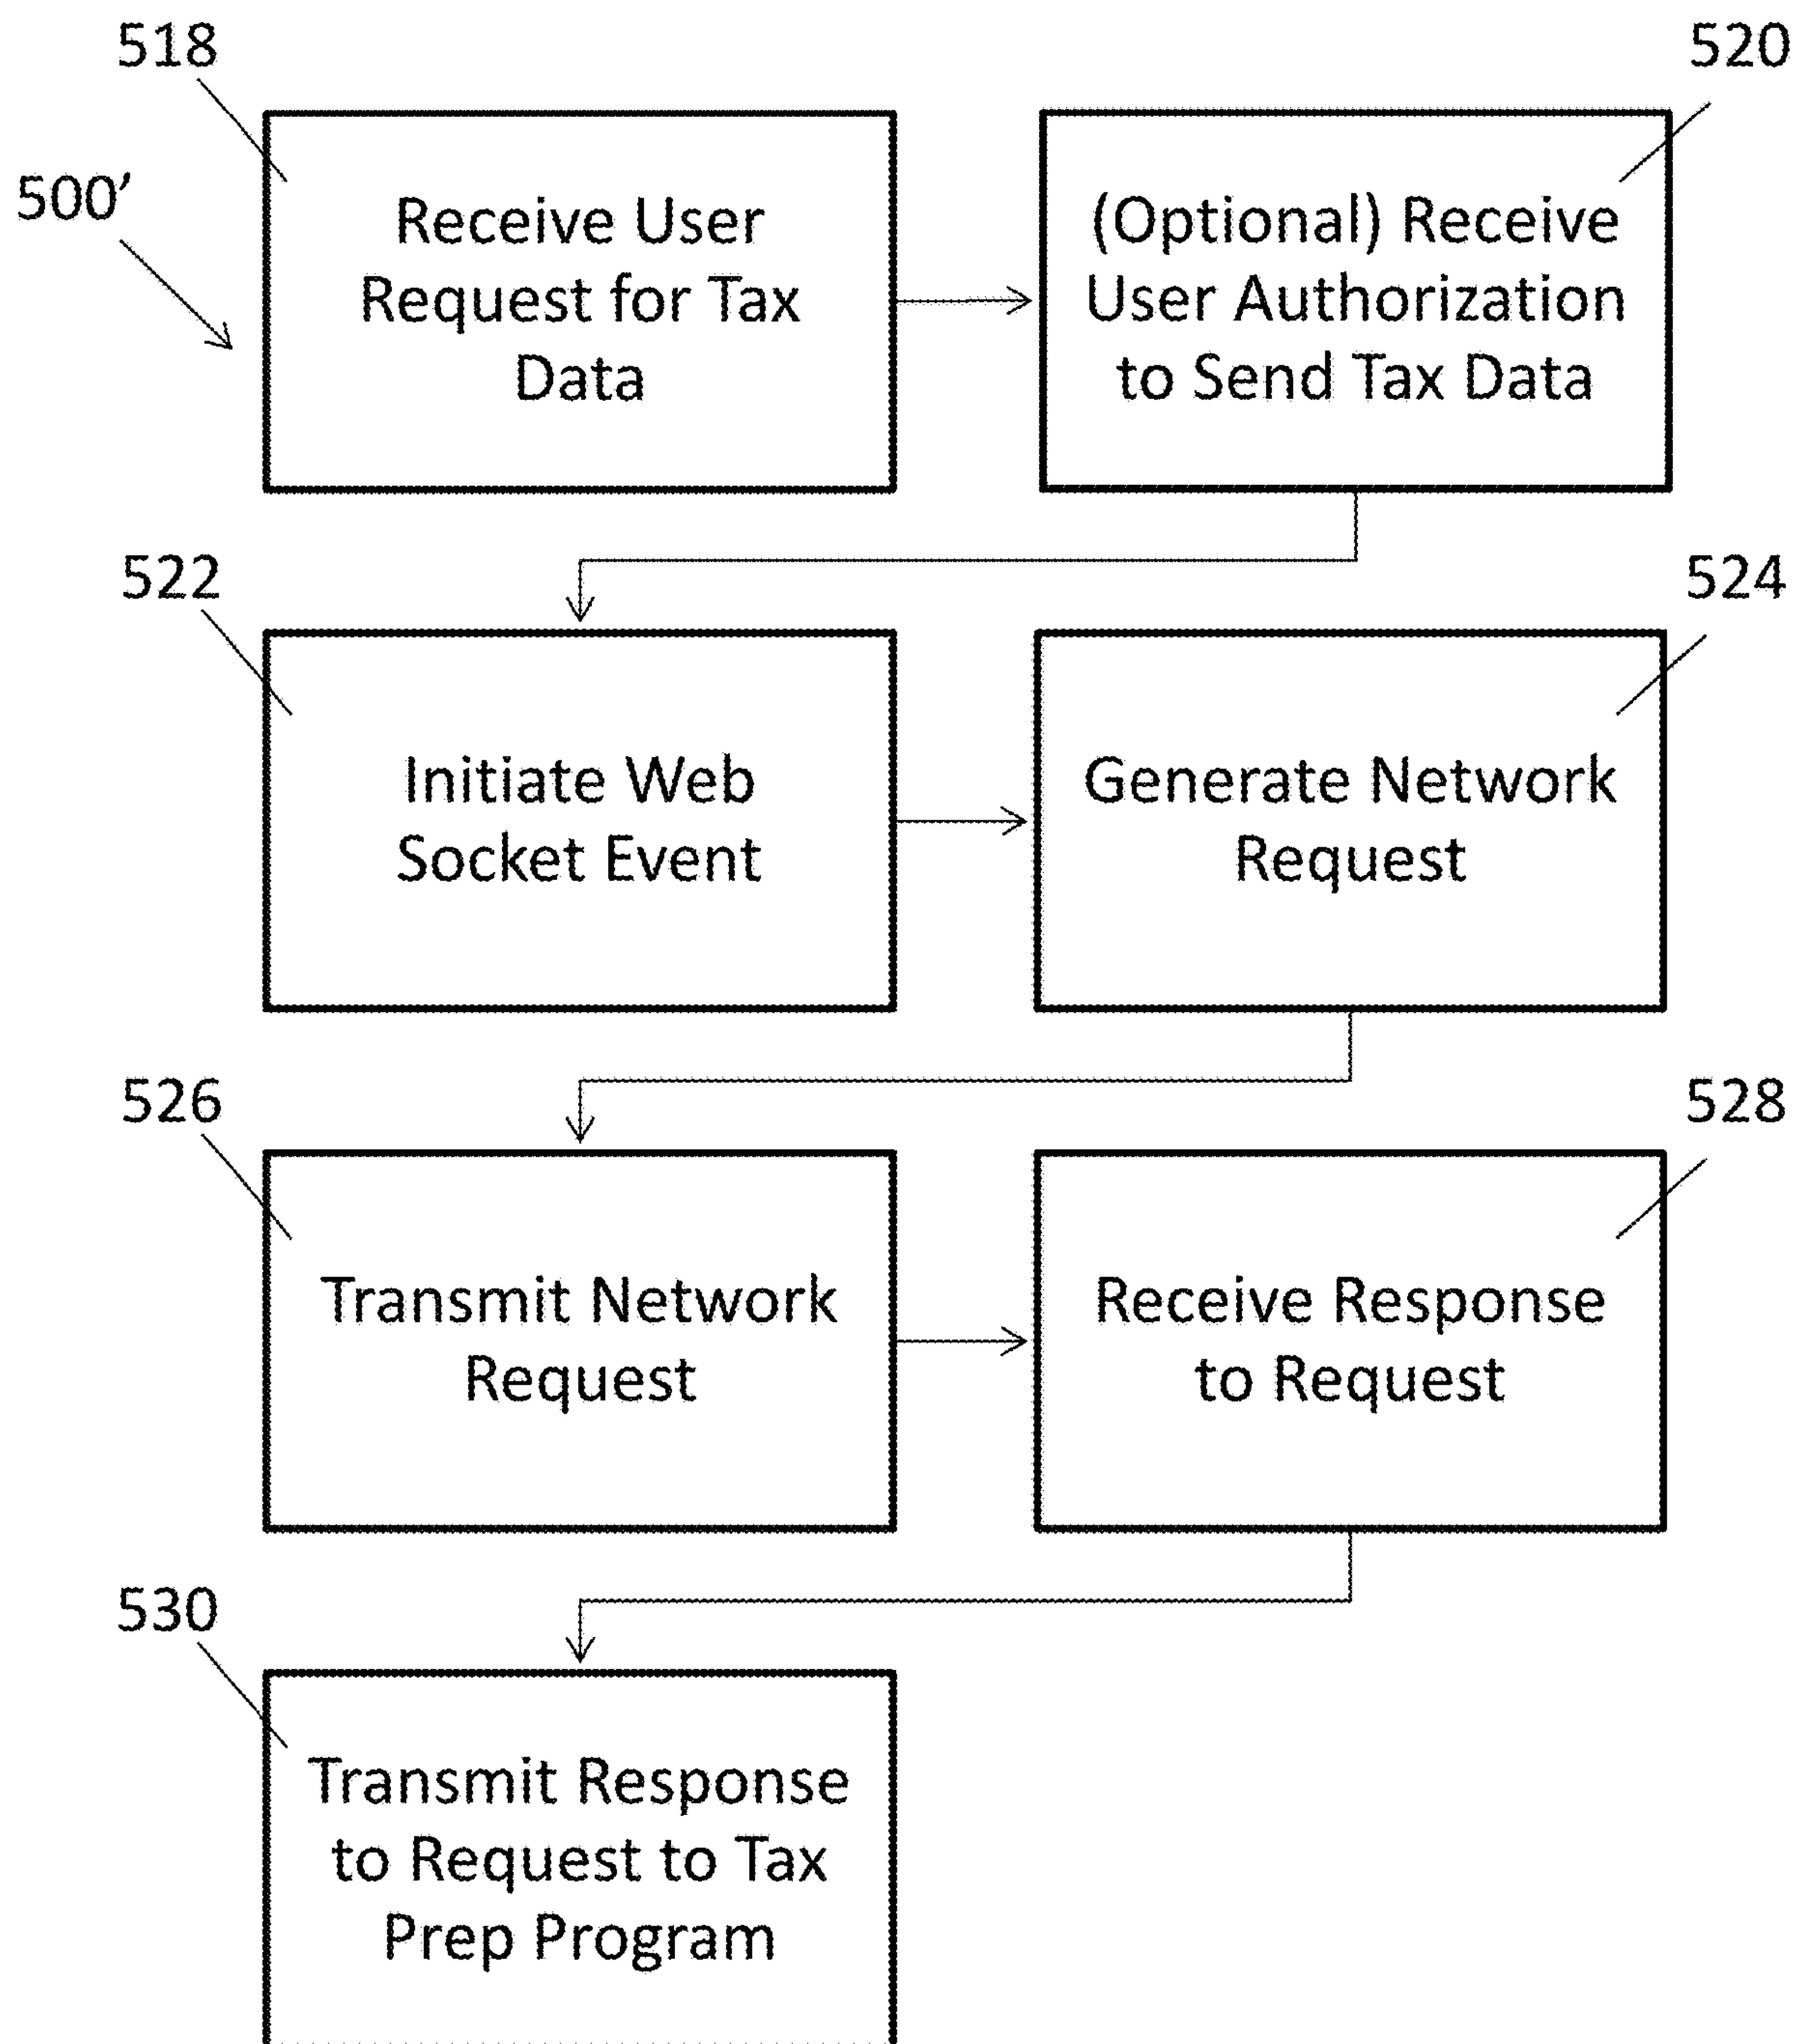 518
520
500’
Receive User
Request for Tax
Data
(Optional) Receive
User Authorization
to Send Tax Data
522
524
Initiate Web
Socket Event
Generate Network
Request
526
528
Transmit Network
Request
Receive Response
to Request
530
Transmit Response
to Request to Tax
Prep Program